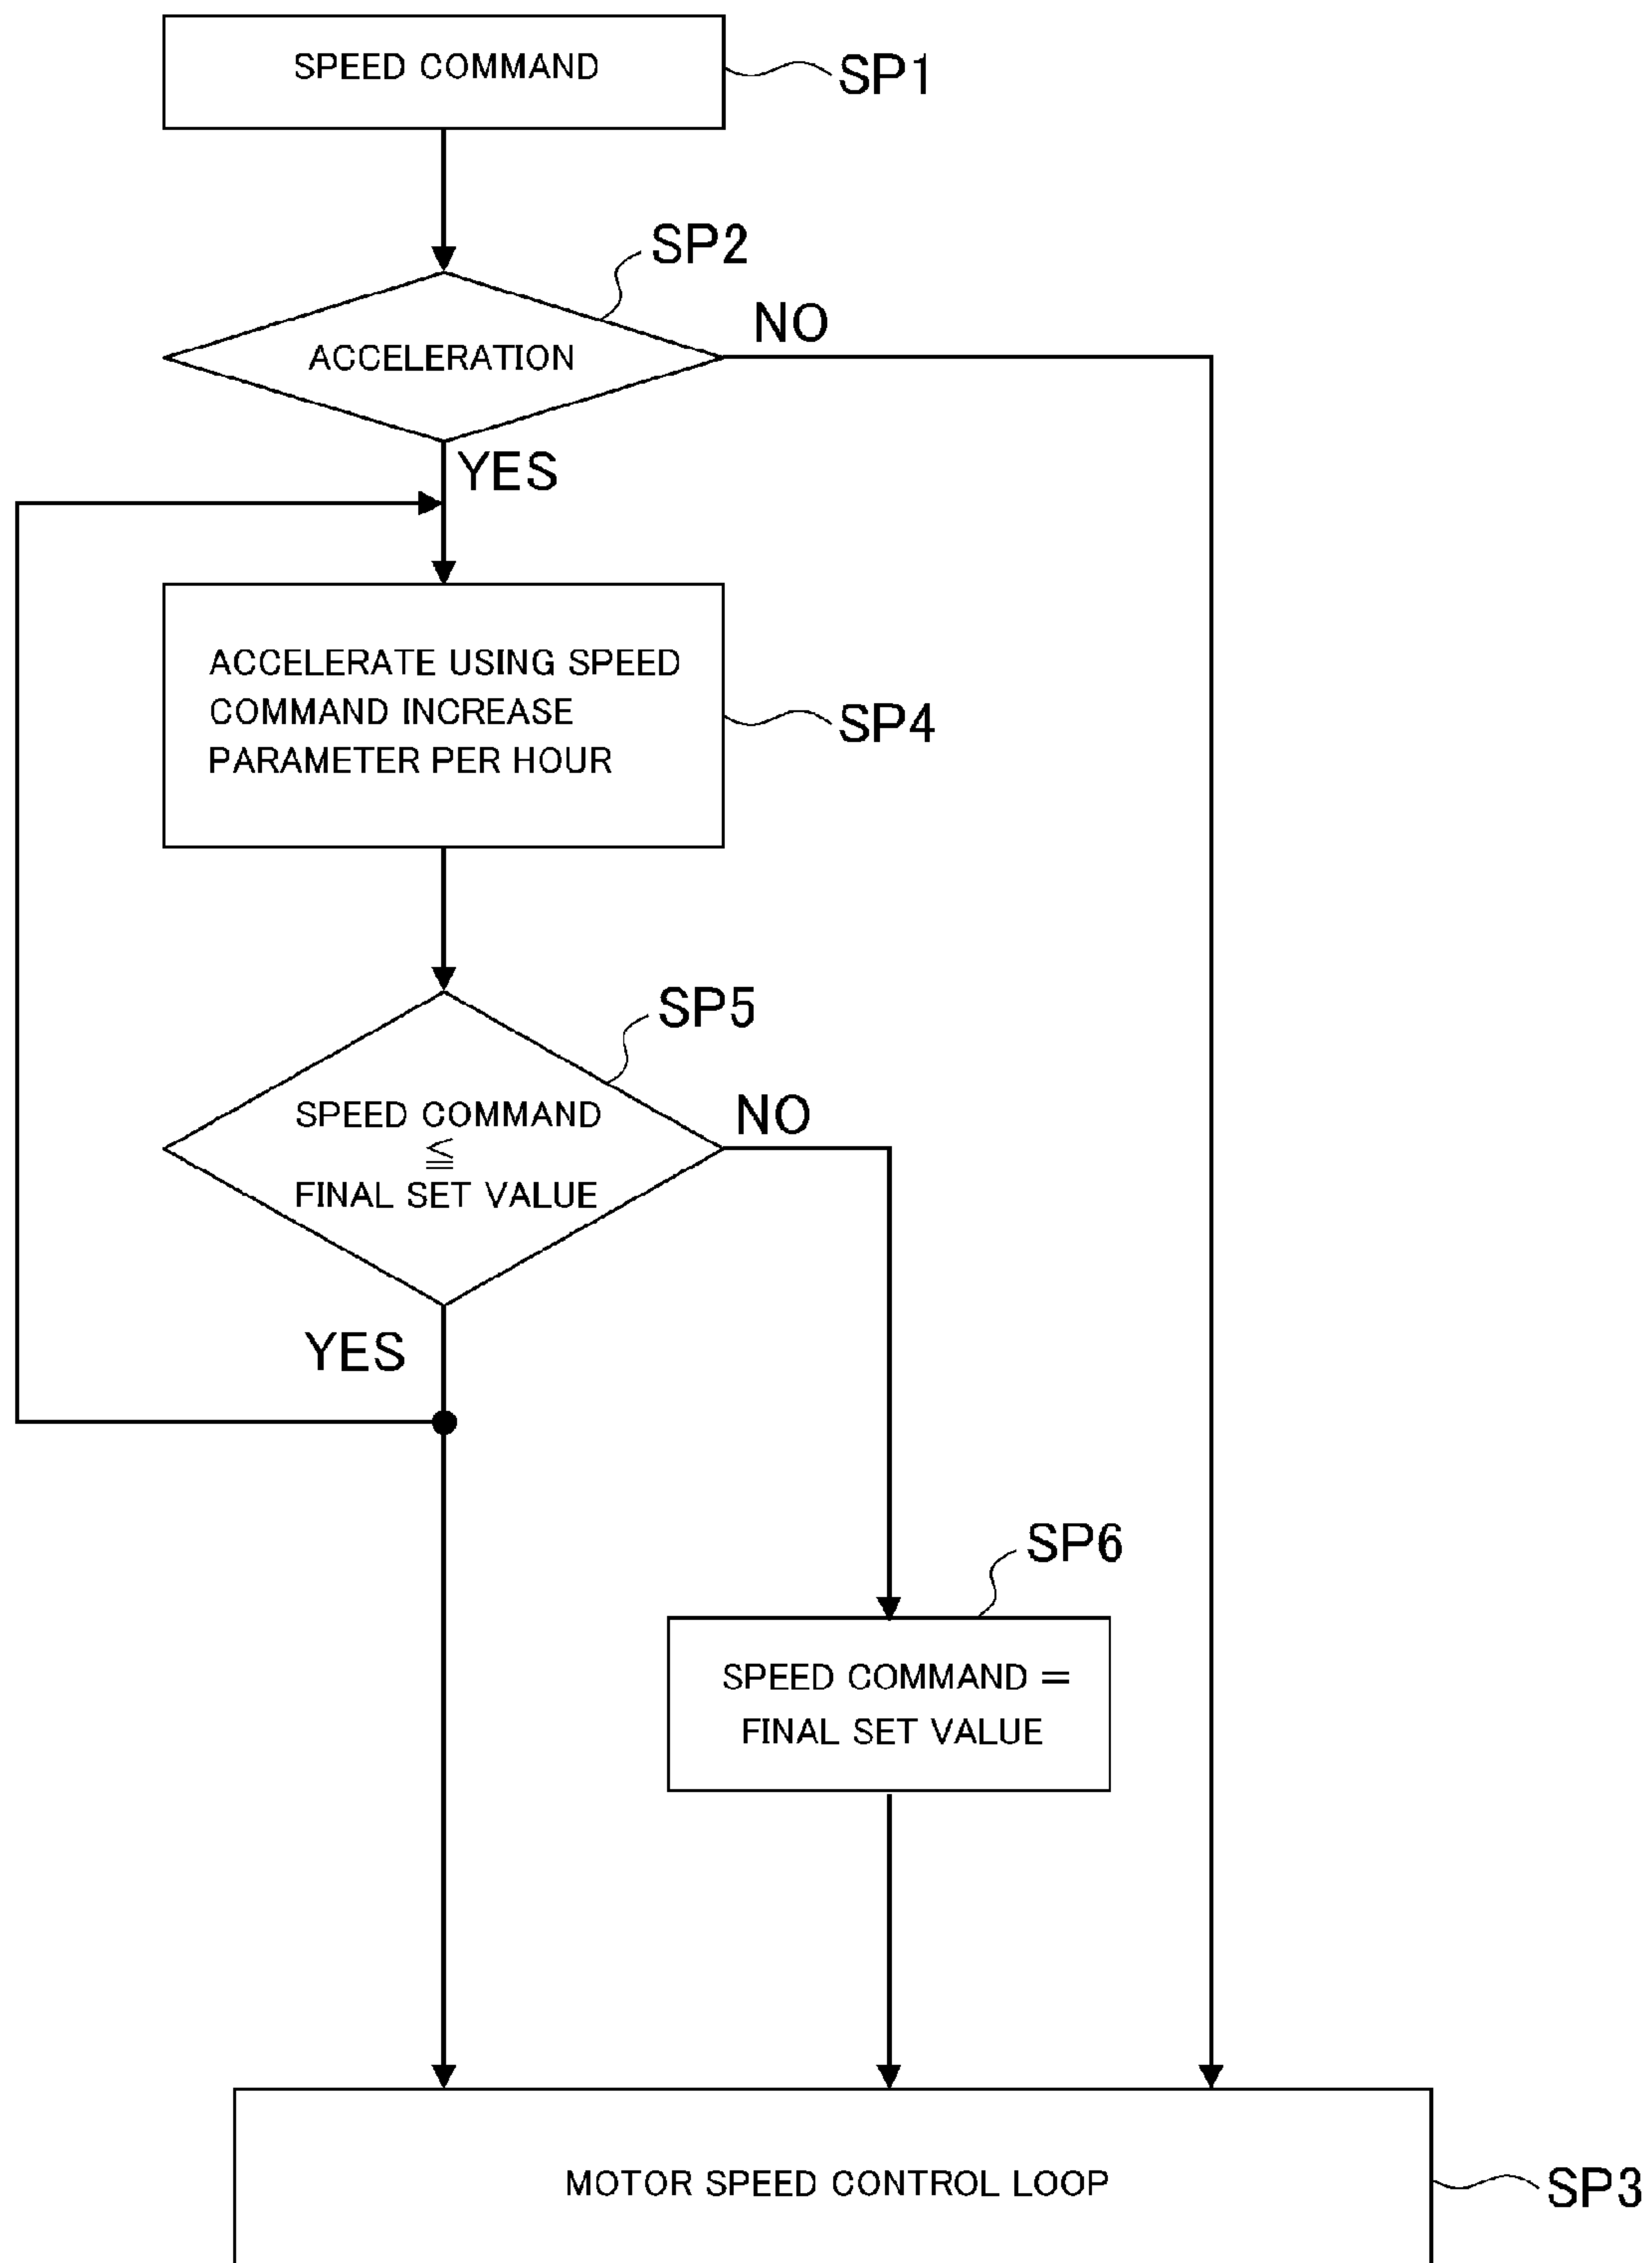 SPEED COMMAND
SP1
SP2
ACCELERATION
NO
YES
ACCELERATE USING SPEED
COMMAND INCREASE
PARAMETER PER HOUR
SP4
SP5
SPEED COMMAND
≦
FINAL SET VALUE
NO
YES
SP6
SPEED COMMAND =
FINAL SET VALUE
MOTOR SPEED CONTROL LOOP
SP3